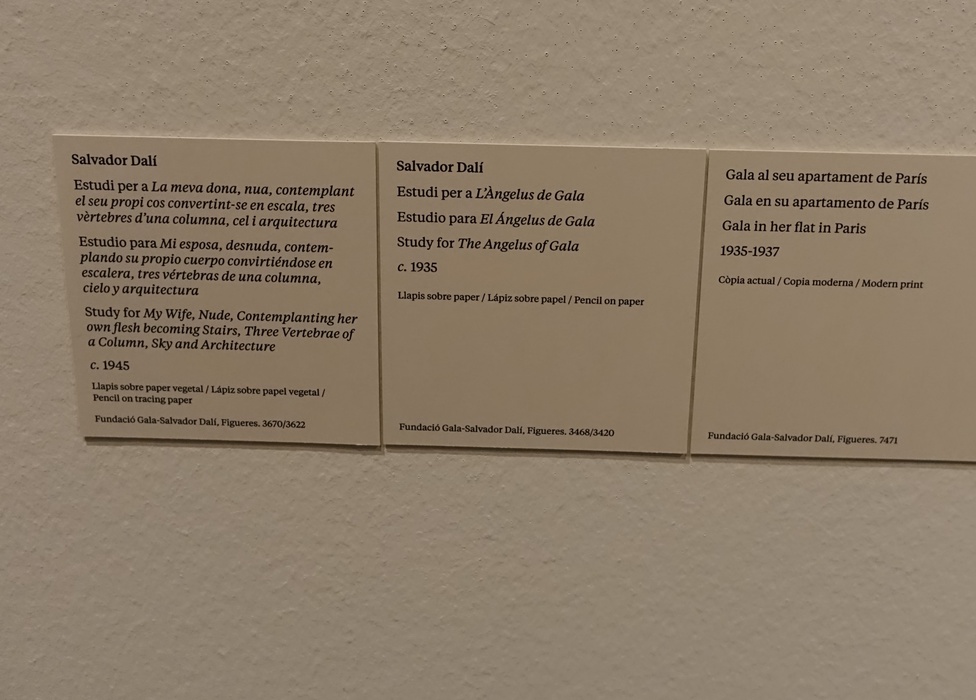 Salvador Dalí
Estudi per a La meva dona, nua, contemplant
el seu propi cos convertint-se en escala, tres
vèrtebres d'una columna, cel i arquitectura
Estudio para Mi esposa, desnuda, contem-
plando su propio cuerpo convirtiéndose en
escalera, tres vértebras de una columna,
cielo y arquitectura
Study for My Wife, Nude, Contemplanting her
own flesh becoming Stairs, Three Vertebrae of
a Column, Sky and Architecture
c. 1945
Llapis sobre paper vegetal / Lápiz sobre papel vegetal /
Pencil on tracing paper
Fundació Gala-Salvador Dalí, Figueres. 3670/3622
Salvador Dalí
Estudi per a L'Àngelus de Gala
Estudio para El Ángelus de Gala
Study for The Angelus of Gala
c. 1935
Llapis sobre paper / Lápiz sobre papel / Pencil on paper
Fundació Gala-Salvador Dalí, Figueres. 3468/3420
Gala al seu apartament de París
Gala en su apartamento de París
Gala in her flat in Paris
1935-1937
Còpia actual / Copia moderna / Modern print
Fundació Gala-Salvador Dalí, Figueres. 7471